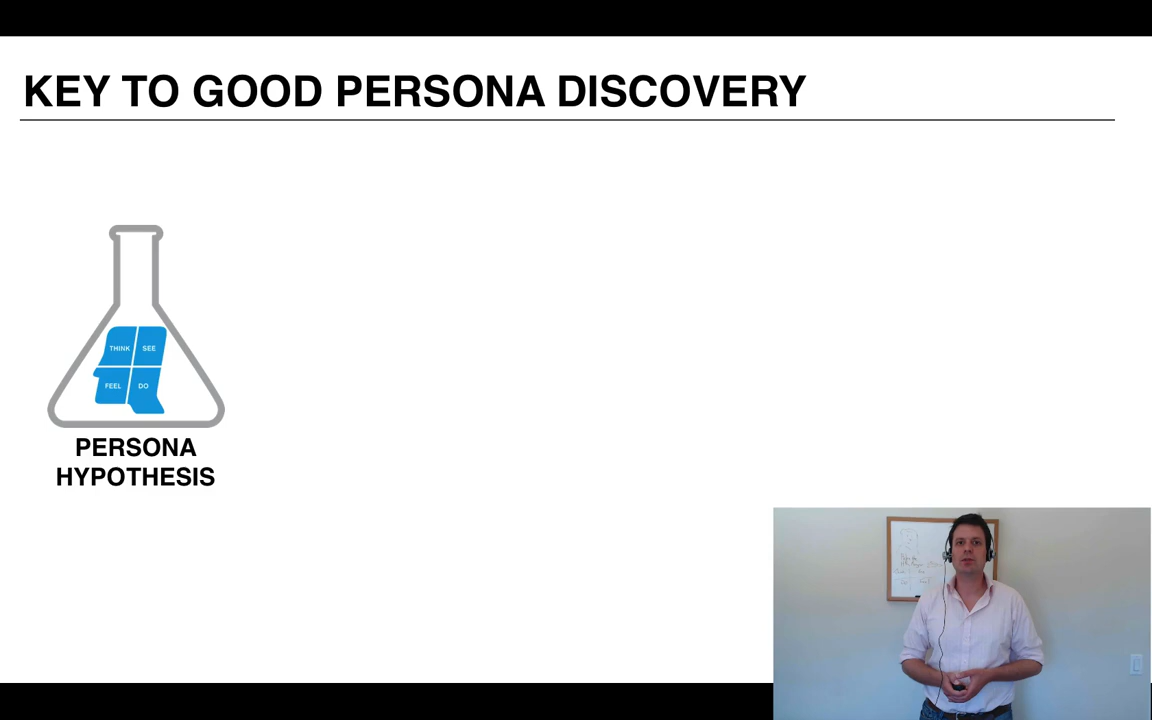 KEY TO GOOD PERSONA DISCOVERY
THINK SEE
FEEL DO
PERSONA
HYPOTHESIS